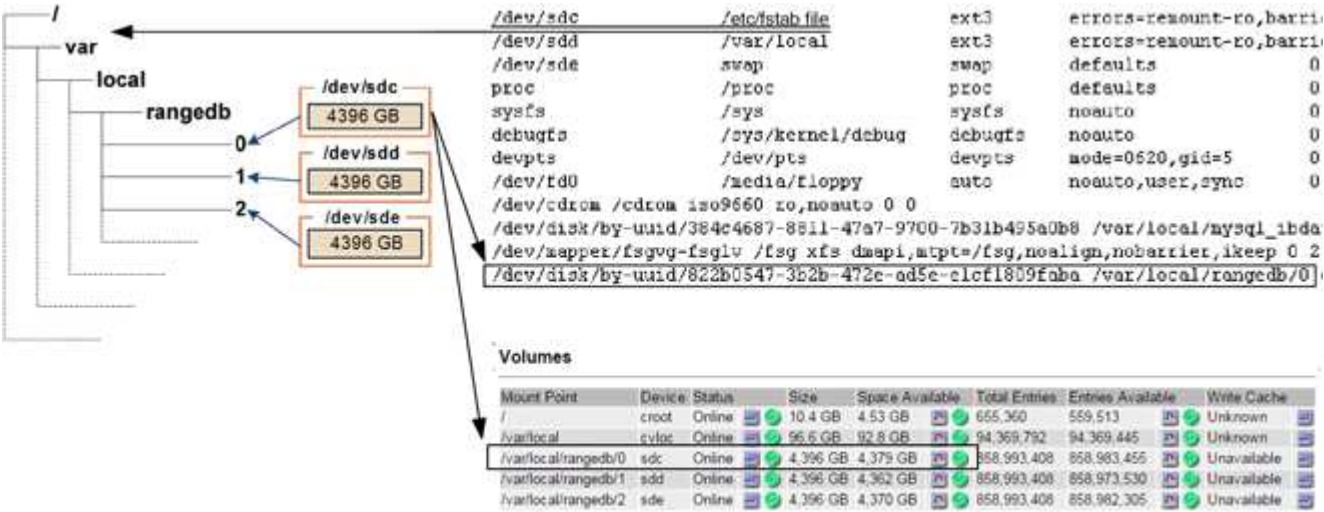 /
var
local
rangedb
0
1
2
/dev/sdc
4396 GB
/dev/sdd
4396 GB
/dev/sde
4396 GB
/dev/sdc /etc/fstab file ext3 errors=remount-ro,barri
/dev/sdd /var/local ext3 errors=remount-ro,barri
/dev/sde swap swap defaults 0
proc /proc proc defaults 0
sysfs /sys sysfs noauto 0
debugfs /sys/kernel/debug debugfs noauto 0
devpts /dev/pts devpts mode=0620,gid=5 0
/dev/fd0 /media/floppy auto noauto,user,sync 0
/dev/cdrom /cdrom iso9660 ro,noauto 0 0
/dev/disk/by-uuid/384c4687-8811-47a7-9700-7b31b495a0b8 /var/local/mysql_ibda
/dev/mapper/fsgvg-fsglv /fsg xfs dmapi,mtpt=/fsg,noalign,nobarrier,ikeep 0 2
/dev/disk/by-uuid/822b0547-3b2b-472e-ad5e-e1cf1809faba /var/local/rangedb/0
Volumes
Mount Point Device Status Size Space Available Total Entries Entries Available Write Cache
/ croot Online 10.4 GB 4.53 GB 655,360 559,513 Unknown
/var/local cvloc Online 96.6 GB 92.8 GB 94,369,792 94,369,445 Unknown
/var/local/rangedb/0 sdc Online 4,396 GB 4,379 GB 858,993,408 858,983,455 Unavailable
/var/local/rangedb/1 sdd Online 4,396 GB 4,362 GB 858,993,408 858,973,530 Unavailable
/var/local/rangedb/2 sde Online 4,396 GB 4,370 GB 858,993,408 858,982,305 Unavailable